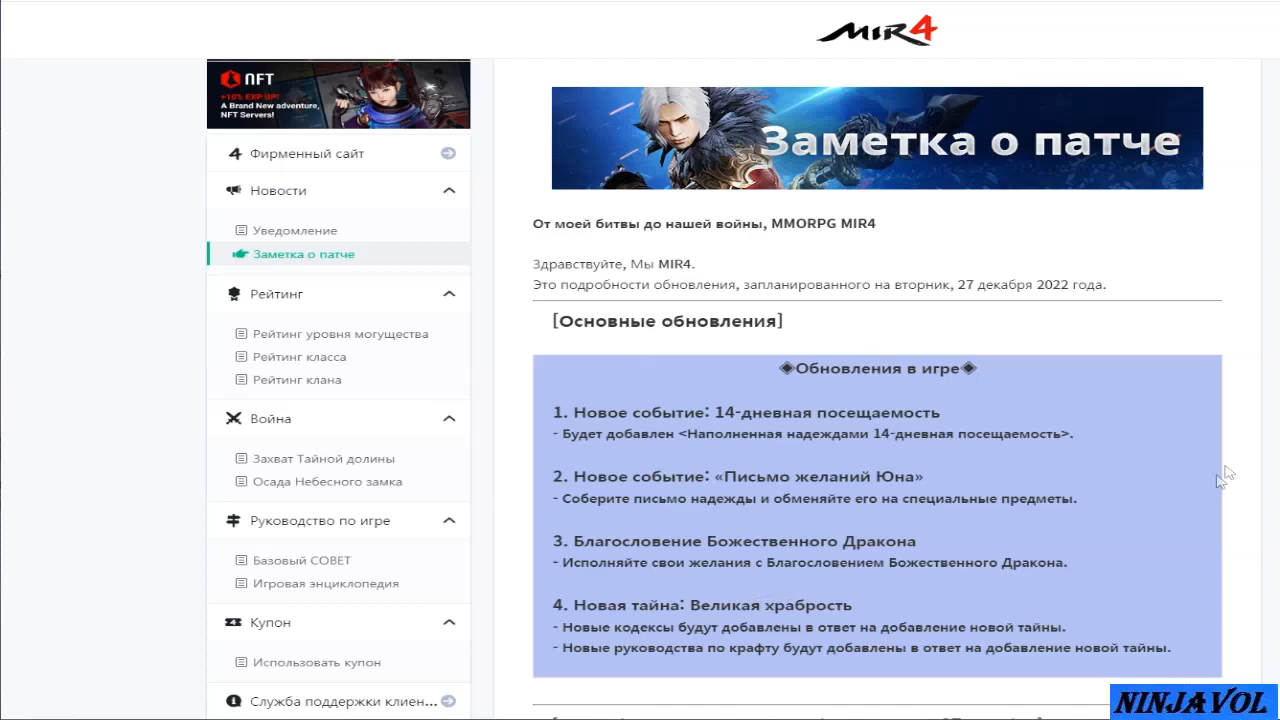 MIR4
NFT
+10% EXP UP!
A Brand New adventure,
NFT Servers!
Фирменный сайт
Новости
Уведомление
Заметка о патче
Рейтинг
Рейтинг уровня могущества
Рейтинг класса
Рейтинг клана
Война
Захват Тайной долины
Осада Небесного замка
Руководство по игре
Базовый СОВЕТ
Игровая энциклопедия
Купон
Использовать купон
Служба поддержки клиен...
Заметка о патче
От моей битвы до нашей войны, MMORPG MIR4
Здравствуйте, Мы MIR4.
Это подробности обновления, запланированного на вторник, 27 декабря 2022 года.
[Основные обновления]
◈Обновления в игре◈
1. Новое событие: 14-дневная посещаемость
- Будет добавлен <Наполненная надеждами 14-дневная посещаемость>.
2. Новое событие: «Письмо желаний Юна»
- Соберите письмо надежды и обменяйте его на специальные предметы.
3. Благословение Божественного Дракона
- Исполняйте свои желания с Благословением Божественного Дракона.
4. Новая тайна: Великая храбрость
- Новые кодексы будут добавлены в ответ на добавление новой тайны.
- Новые руководства по крафту будут добавлены в ответ на добавление новой тайны.
NINJAVOL